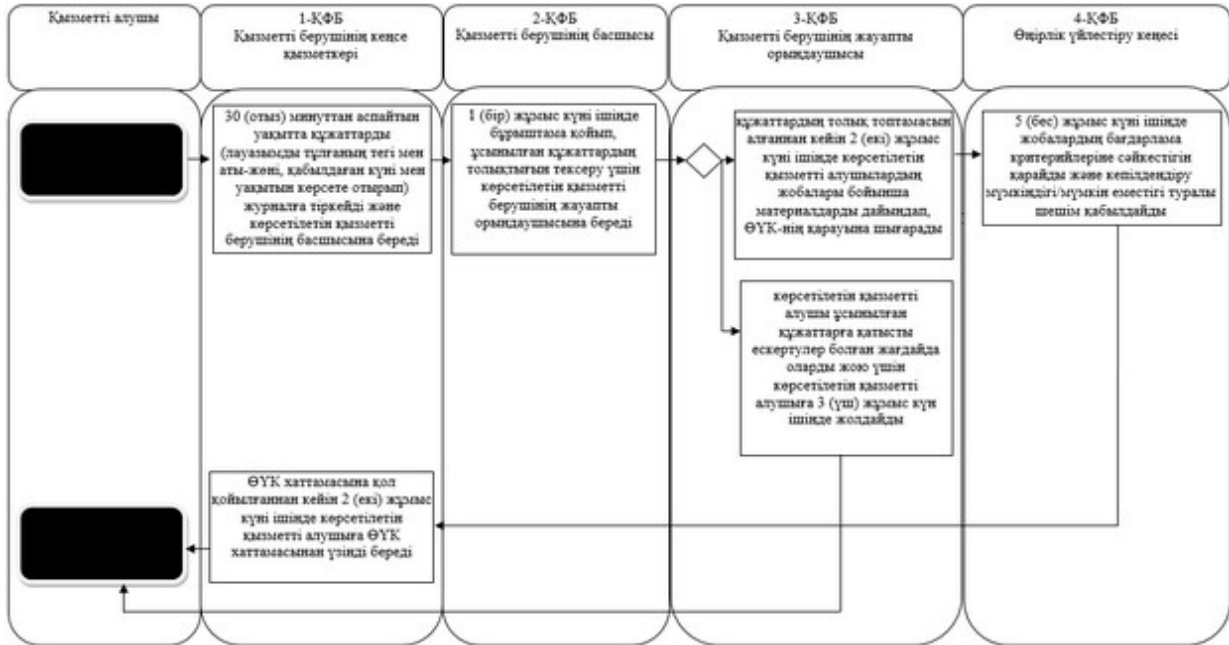 Қызметті алушы
1-ҚФБ
Қызметті берушінің кеңсе
қызметкері
2-ҚФБ
Қызметті берушінің басшысы
3-ҚФБ
Қызметті берушінің жауапты
орындаушысы
4-ҚФБ
Өңірлік үйлестіру кеңесі
30 (отыз) минуттан аспайтын
уақытта құжаттарды
(лауазымды тұлғаның тегі мен
аты-жөні, қабылдаған күні мен
уақытын көрсете отырып)
журналға тіркейді және
көрсетілетін қызметті
берушінің басшысына береді
1 (бір) жұмыс күні ішінде
бұрыштама қойып,
ұсынылған құжаттардың
толықтығын тексеру үшін
көрсетілетін қызметті
берушінің жауапты
орындаушысына береді
құжаттардың толық топтамасын
алғаннан кейін 2 (екі) жұмыс
күні ішінде көрсетілетін
қызметті алушылардың
жобалары бойынша
материалдарды дайындап,
ӨҮК-нің қарауына шығарады
5 (бес) жұмыс күні ішінде
жобалардың бағдарлама
критерийлеріне сәйкестігін
қарайды және кепілдендіру
мүмкіндігі/мүмкін еместігі туралы
шешім қабылдайды
көрсетілетін қызметті
алушы ұсынылған
құжаттарға қатысты
ескертулер болған жағдайда
оларды жою үшін
көрсетілетін қызметті
алушыға 3 (үш) жұмыс күн
ішінде жолдайды
ӨҮК хаттамасына қол
қойылғаннан кейін 2 (екі) жұмыс
күні ішінде көрсетілетін
қызметті алушыға ӨҮК
хаттамасынан үзінді береді